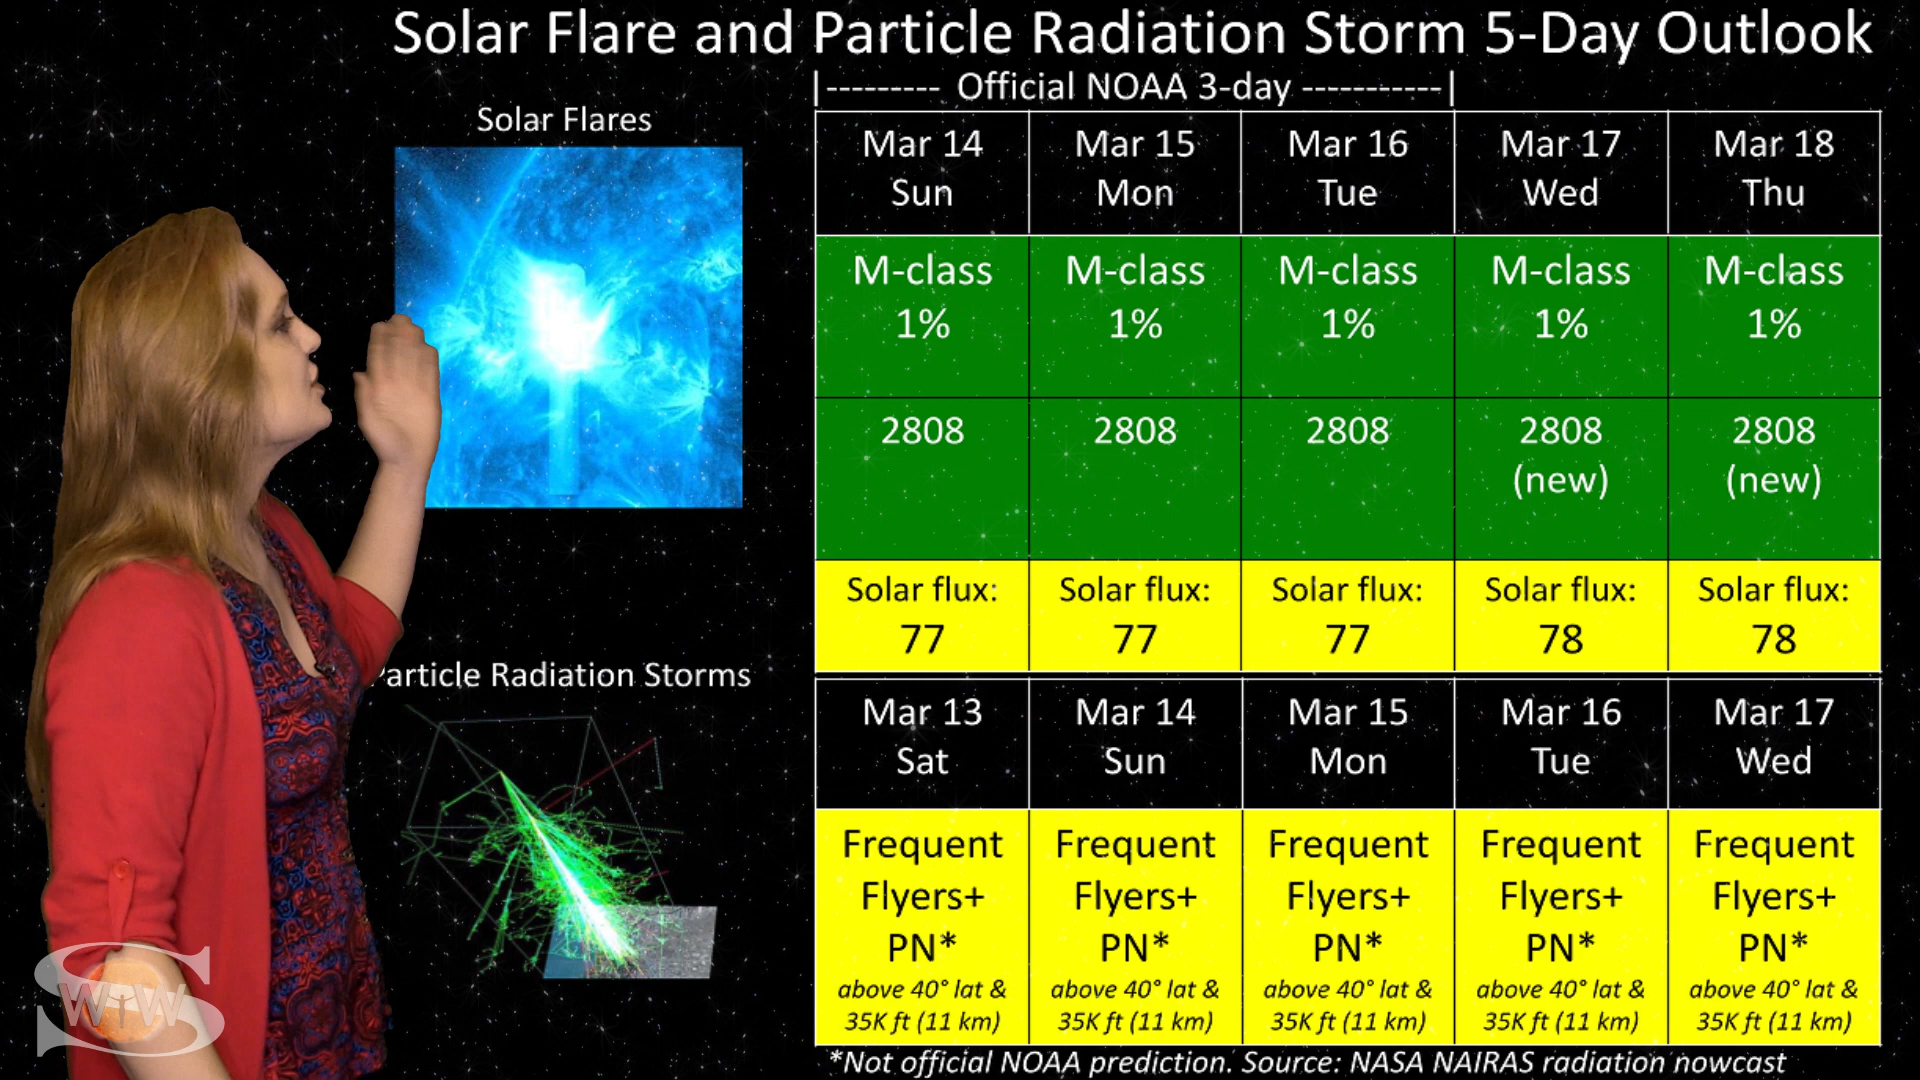 Solar Flare and Particle Radiation Storm 5-Day Outlook
|--------- Official NOAA 3-day -----------|
Solar Flares
Mar 14 Mar 15 Mar 16 Mar 17 Mar 18
Sun Mon Tue Wed Thu
M-class M-class M-class M-class M-class
1% 1% 1% 1% 1%
2808 2808 2808 2808 2808
(new) (new)
Solar flux: Solar flux: Solar flux: Solar flux: Solar flux:
77 77 77 78 78
Particle Radiation Storms
Mar 13 Mar 14 Mar 15 Mar 16 Mar 17
Sat Sun Mon Tue Wed
Frequent Frequent Frequent Frequent Frequent
Flyers+ Flyers+ Flyers+ Flyers+ Flyers+
PN* PN* PN* PN* PN*
above 40° lat & above 40° lat & above 40° lat & above 40° lat & above 40° lat &
35K ft (11 km) 35K ft (11 km) 35K ft (11 km) 35K ft (11 km) 35K ft (11 km)
*Not official NOAA prediction. Source: NASA NAIRAS radiation nowcast
S
WTW